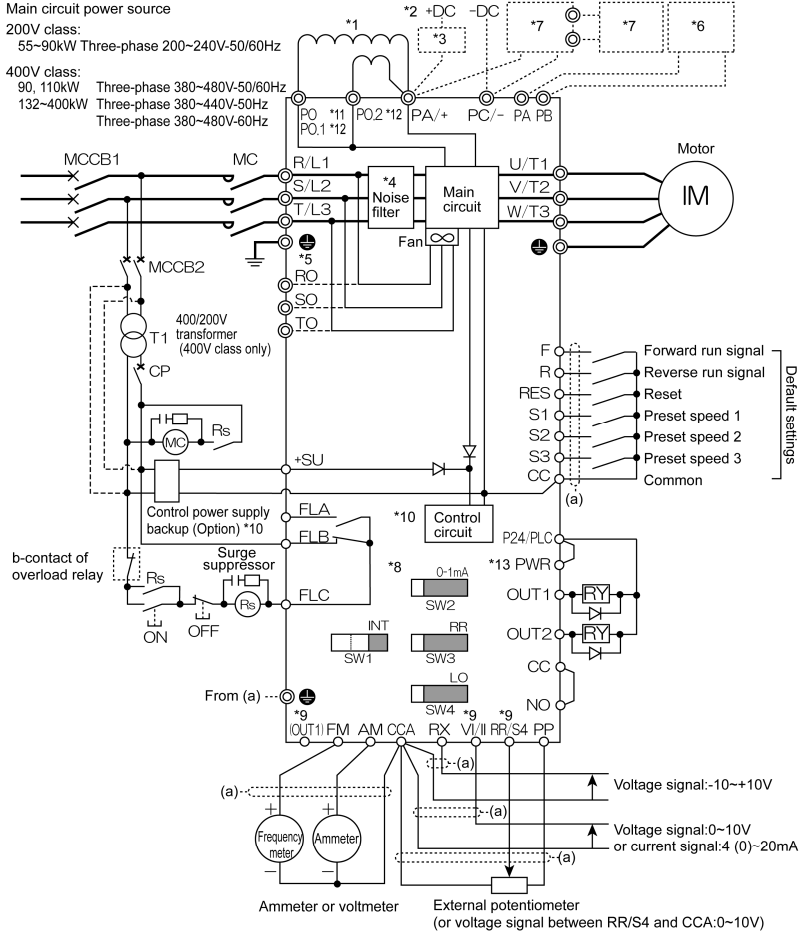 Main circuit power source
200V class:
55~90kW Three-phase 200~240V-50/60Hz
400V class:
90, 110kW Three-phase 380~480V-50/60Hz
132~400kW Three-phase 380~440V-50Hz
Three-phase 380~480V-60Hz
*1
*2 +DC
-DC
*3
*7
*7
*6
PO *11
PO.1 *12
PO.2 *12
PA/+
PC/-
PA
PB
MCCB1
MC
R/L1
S/L2
T/L3
*4
Noise
filter
Main
circuit
U/T1
V/T2
W/T3
Motor
IM
Fan
*5
RO
SO
TO
MCCB2
T1
400/200V
transformer
(400V class only)
CP
MC
Rs
+SU
Control power supply
backup (Option) *10
F
R
RES
S1
S2
S3
CC
Forward run signal
Reverse run signal
Reset
Preset speed 1
Preset speed 2
Preset speed 3
Common
Default settings
(a)
FLA
FLB
FLC
*10
Control
circuit
P24/PLC
*13 PWR
OUT1
RY
OUT2
RY
CC
NO
b-contact of
overload relay
Surge
suppressor
Rs
Rs
ON
OFF
*8
0-1mA
SW2
INT
SW1
RR
SW3
LO
SW4
From (a)
*9
(OUT1)
FM
AM
CCA
RX
*9
VI/II
*9
RR/S4
PP
(a)
(a)
(a)
(a)
Voltage signal:-10~+10V
Voltage signal:0~10V
or current signal:4 (0)~20mA
+
Frequency
meter
-
+
Ammeter
-
Ammeter or voltmeter
External potentiometer
(or voltage signal between RR/S4 and CCA:0~10V)